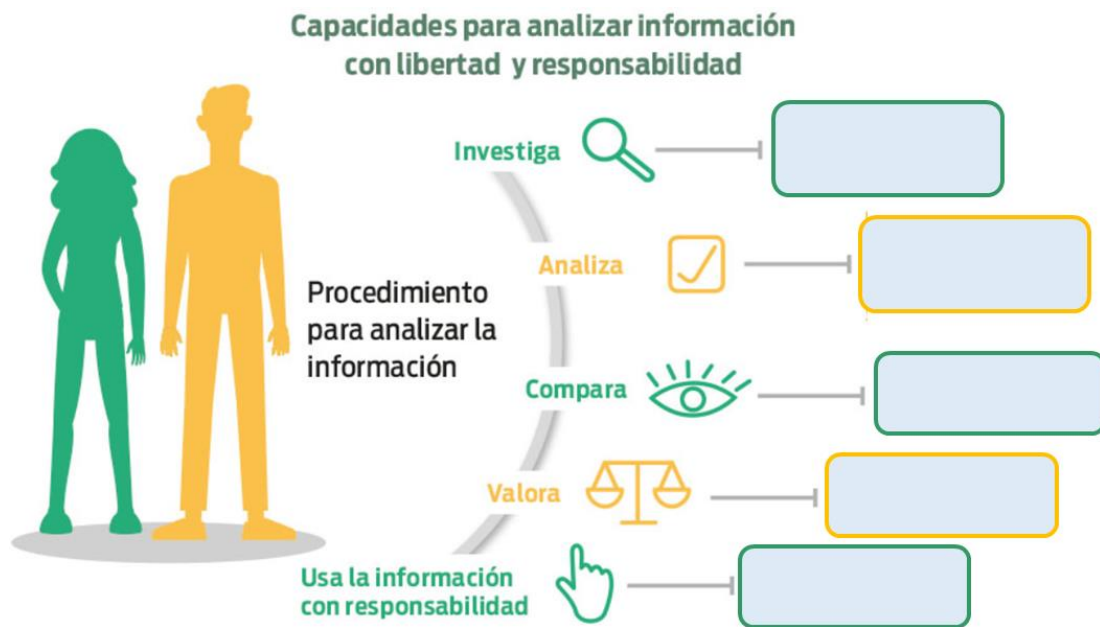 Capacidades para analizar información
con libertad y responsabilidad
Investiga
Analiza
Procedimiento
para analizar la
información
Compara
Valora
Usa la información
con responsabilidad